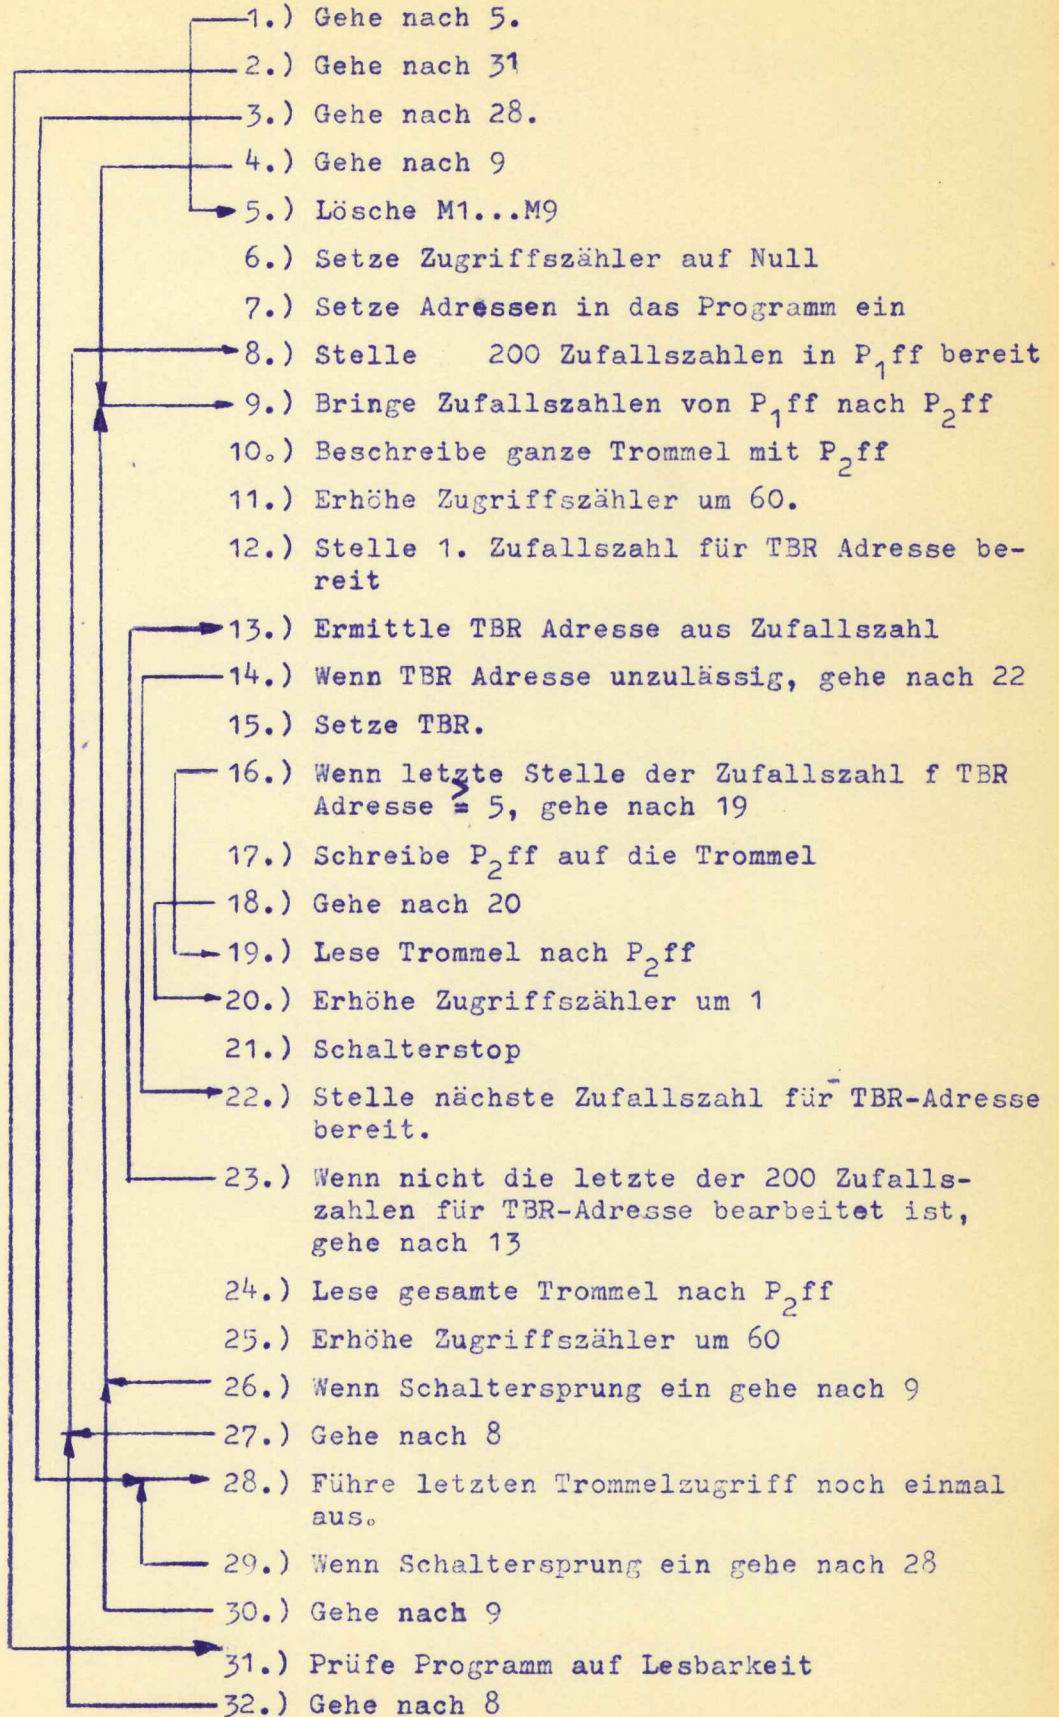 1.) Gehe nach 5.
2.) Gehe nach 31
3.) Gehe nach 28.
4.) Gehe nach 9
5.) Lösche M1...M9
6.) Setze Zugriffszähler auf Null
7.) Setze Adressen in das Programm ein
8.) Stelle 200 Zufallszahlen in P₁ff bereit
9.) Bringe Zufallszahlen von P₁ff nach P₂ff
10.) Beschreibe ganze Trommel mit P₂ff
11.) Erhöhe Zugriffszähler um 60.
12.) Stelle 1. Zufallszahl für TBR Adresse be-
reit
13.) Ermittle TBR Adresse aus Zufallszahl
14.) Wenn TBR Adresse unzulässig, gehe nach 22
15.) Setze TBR.
16.) Wenn letzte Stelle der Zufallszahl f TBR
Adresse ≧ 5, gehe nach 19
17.) Schreibe P₂ff auf die Trommel
18.) Gehe nach 20
19.) Lese Trommel nach P₂ff
20.) Erhöhe Zugriffszähler um 1
21.) Schalterstop
22.) Stelle nächste Zufallszahl für TBR-Adresse
bereit.
23.) Wenn nicht die letzte der 200 Zufalls-
zahlen für TBR-Adresse bearbeitet ist,
gehe nach 13
24.) Lese gesamte Trommel nach P₂ff
25.) Erhöhe Zugriffszähler um 60
26.) Wenn Schaltersprung ein gehe nach 9
27.) Gehe nach 8
28.) Führe letzten Trommelzugriff noch einmal
aus.
29.) Wenn Schaltersprung ein gehe nach 28
30.) Gehe nach 9
31.) Prüfe Programm auf Lesbarkeit
32.) Gehe nach 8